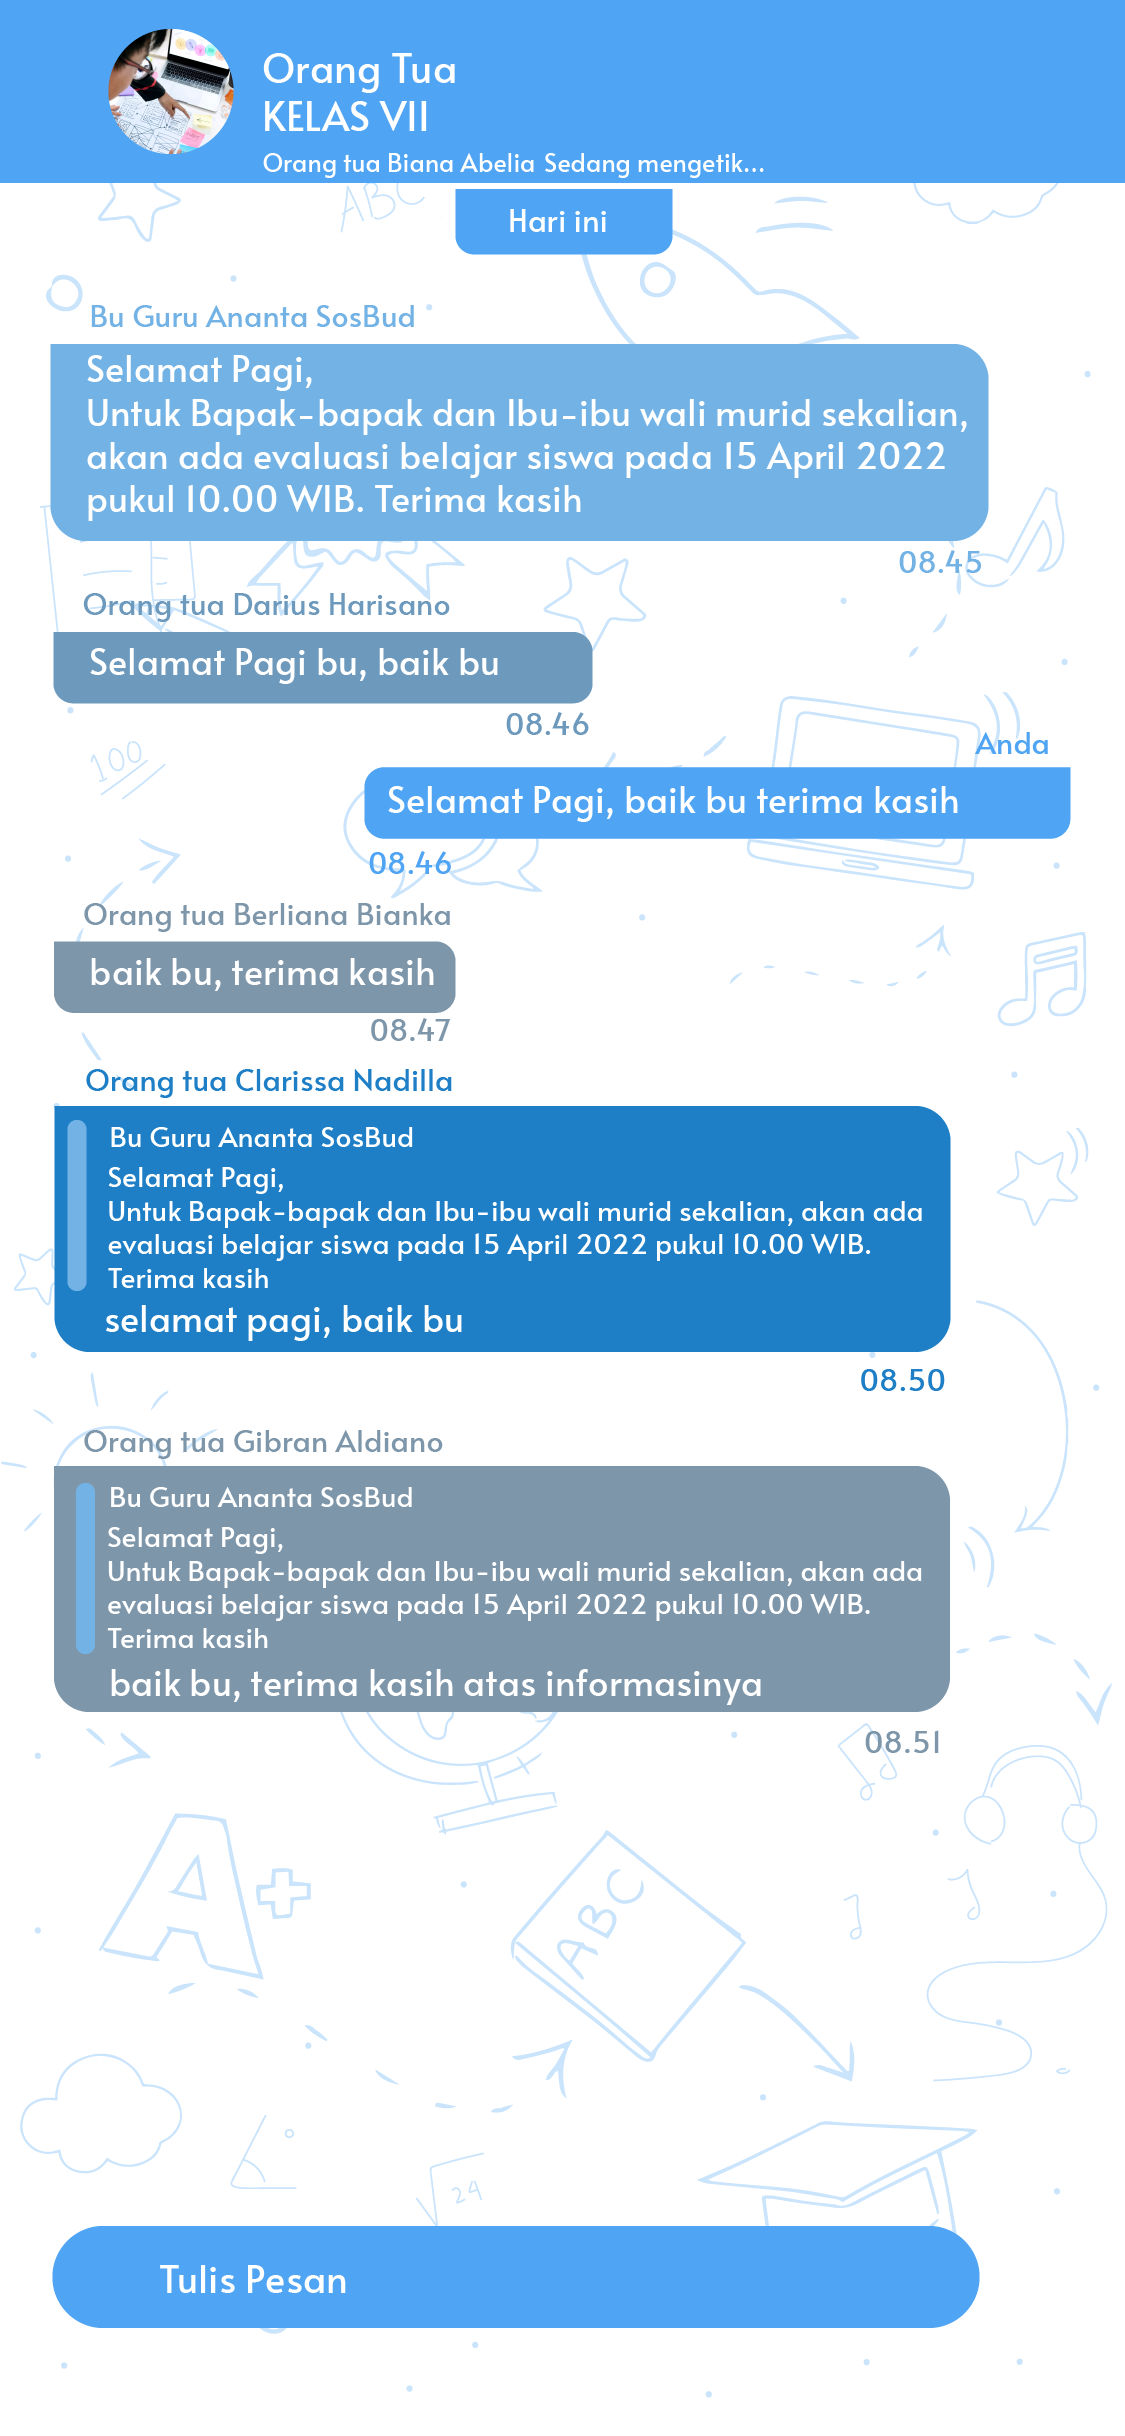 Orang Tua
KELAS VII
Orang tua Biana Abelia Sedang mengetik...
ABC
Hari ini
Bu Guru Ananta SosBud
Selamat Pagi,
Untuk Bapak-bapak dan Ibu-ibu wali murid sekalian,
akan ada evaluasi belajar siswa pada 15 April 2022
pukul 10.00 WIB. Terima kasih
08.45
Orang tua Darius Harisano
Selamat Pagi bu, baik bu
08.46
Anda
100
Selamat Pagi, baik bu terima kasih
08.46
Orang tua Berliana Bianka
baik bu, terima kasih
08.47
Orang tua Clarissa Nadilla
Bu Guru Ananta SosBud
Selamat Pagi,
Untuk Bapak-bapak dan Ibu-ibu wali murid sekalian, akan ada
evaluasi belajar siswa pada 15 April 2022 pukul 10.00 WIB.
Terima kasih
selamat pagi, baik bu
08.50
Orang tua Gibran Aldiano
Bu Guru Ananta SosBud
Selamat Pagi,
Untuk Bapak-bapak dan Ibu-ibu wali murid sekalian, akan ada
evaluasi belajar siswa pada 15 April 2022 pukul 10.00 WIB.
Terima kasih
baik bu, terima kasih atas informasinya
08.51
A+
ABC
√24
Tulis Pesan